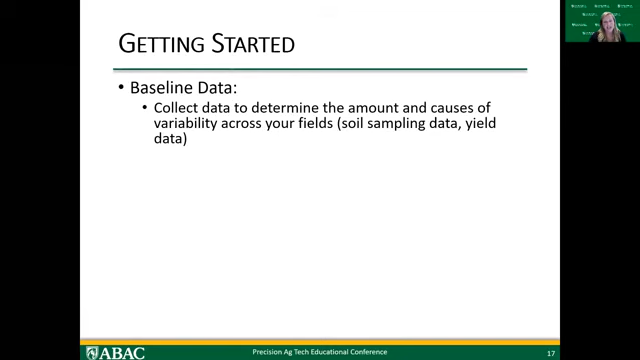 GETTING STARTED
• Baseline Data:
• Collect data to determine the amount and causes of
variability across your fields (soil sampling data, yield
data)
ABAC
Precision Ag Tech Educational Conference
17